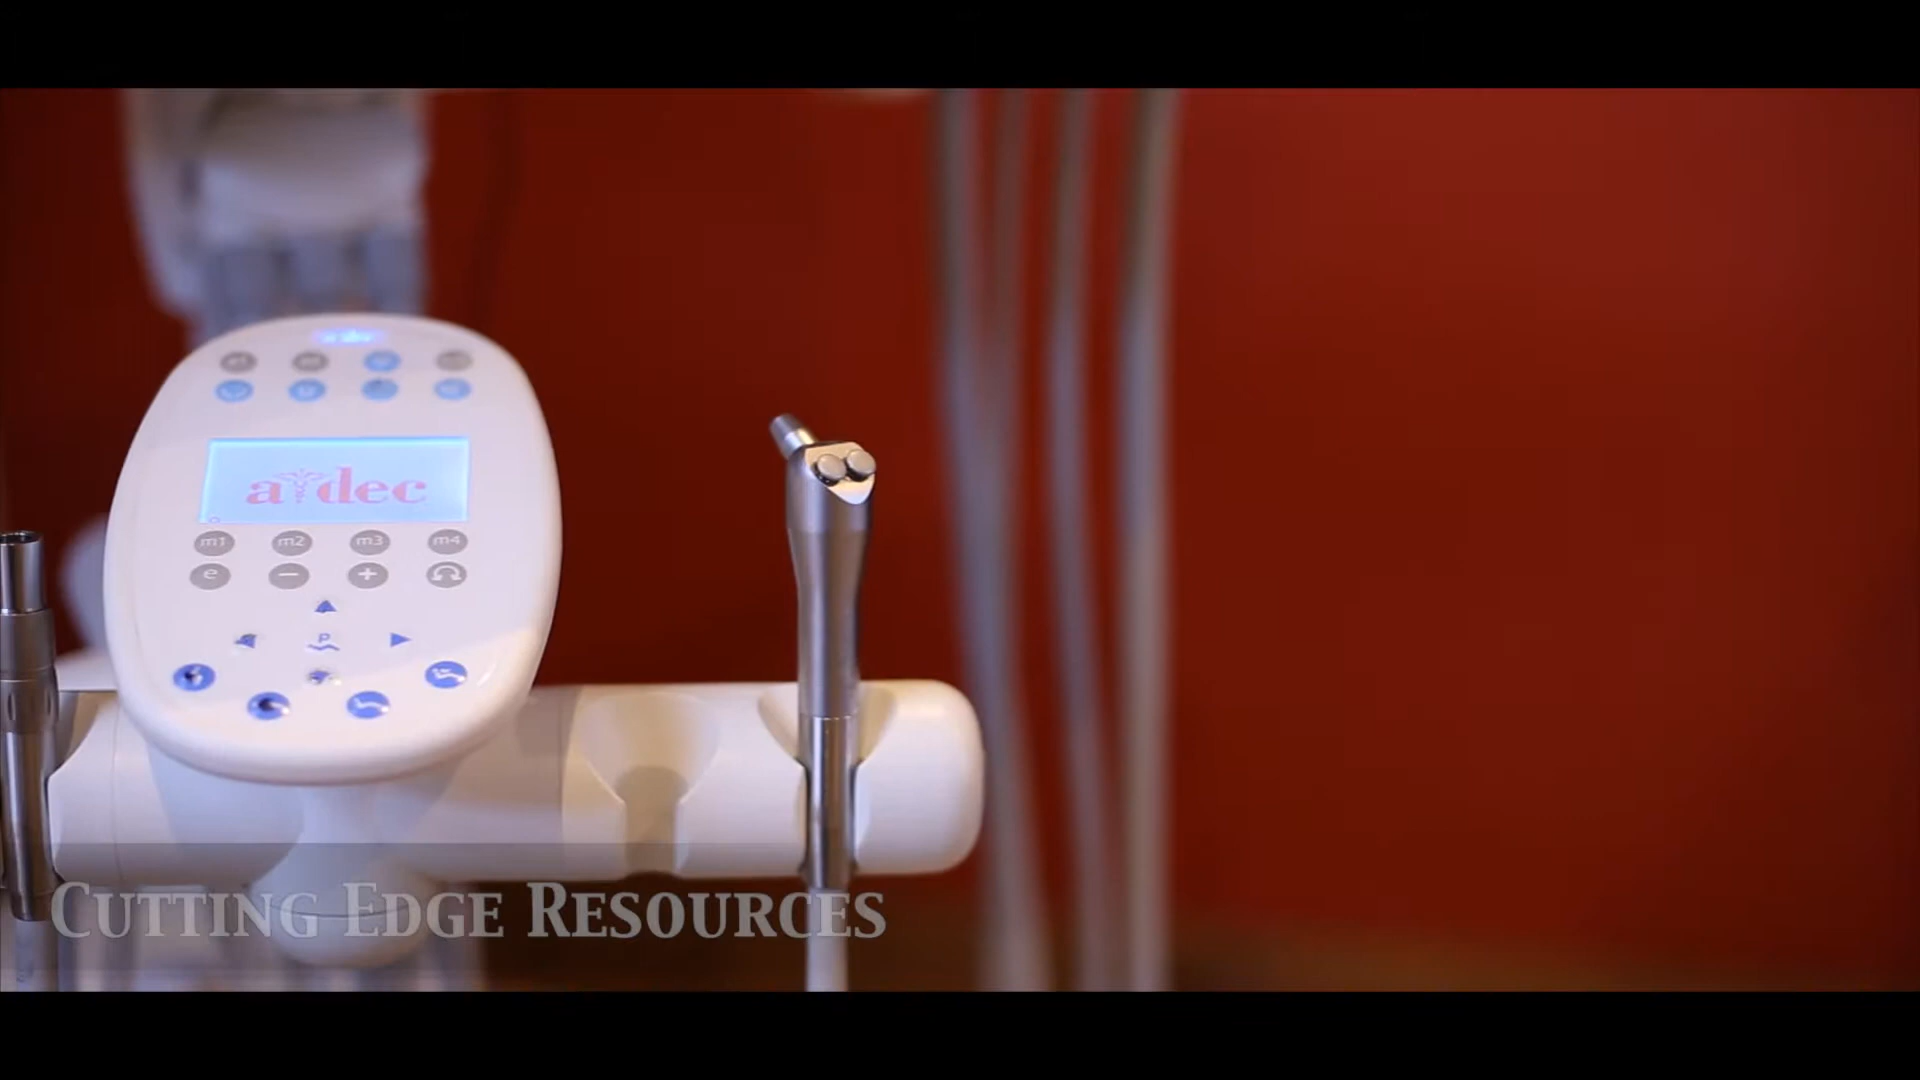 a dec
m1 m2 m3 m4
e − +
P
CUTTING EDGE RESOURCES